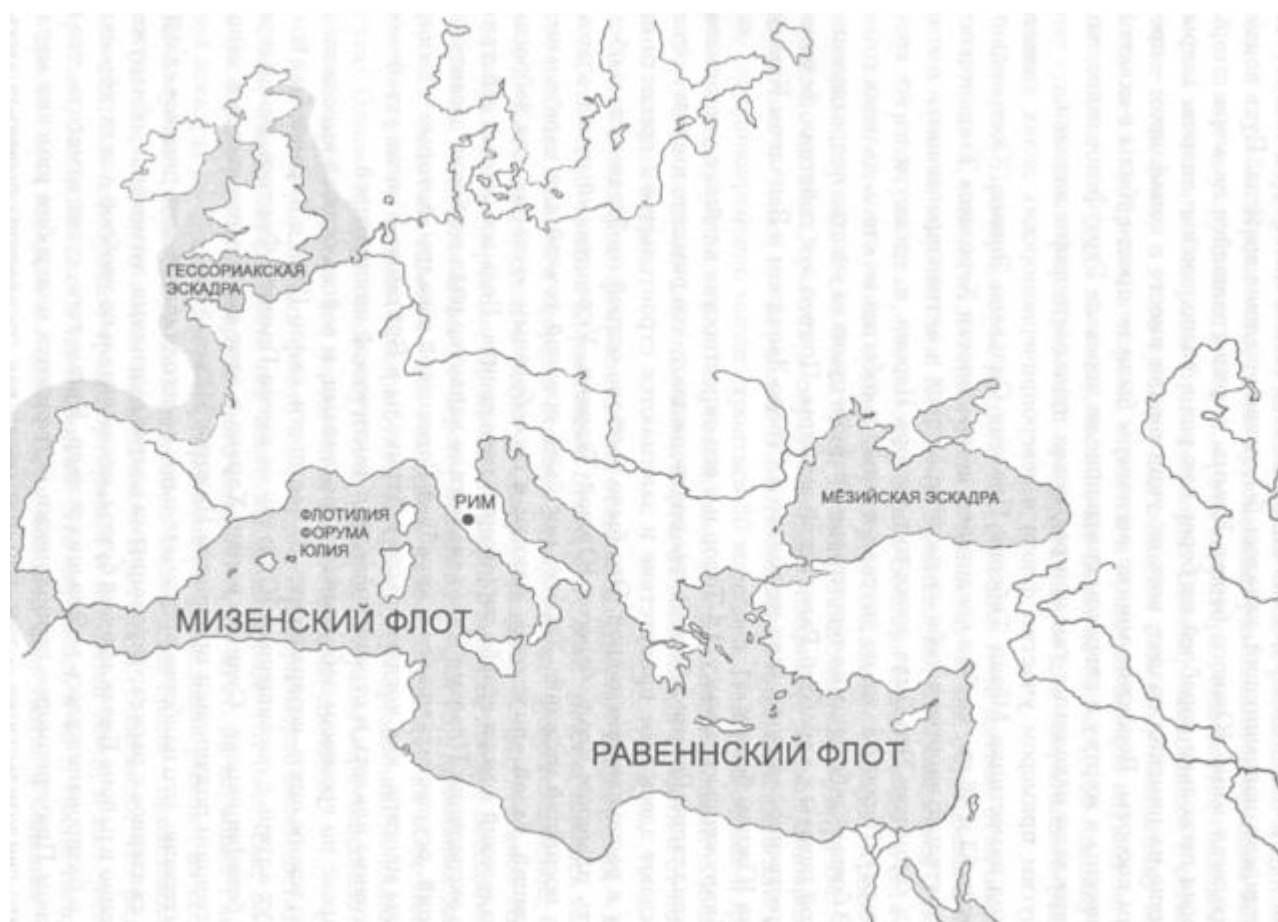 ГЕССОРИАКСКАЯ
ЭСКАДРА
МЁЗИЙСКАЯ ЭСКАДРА
РИМ
ФЛОТИЛИЯ
ФОРУМА
ЮЛИЯ
МИЗЕНСКИЙ ФЛОТ
РАВЕННСКИЙ ФЛОТ